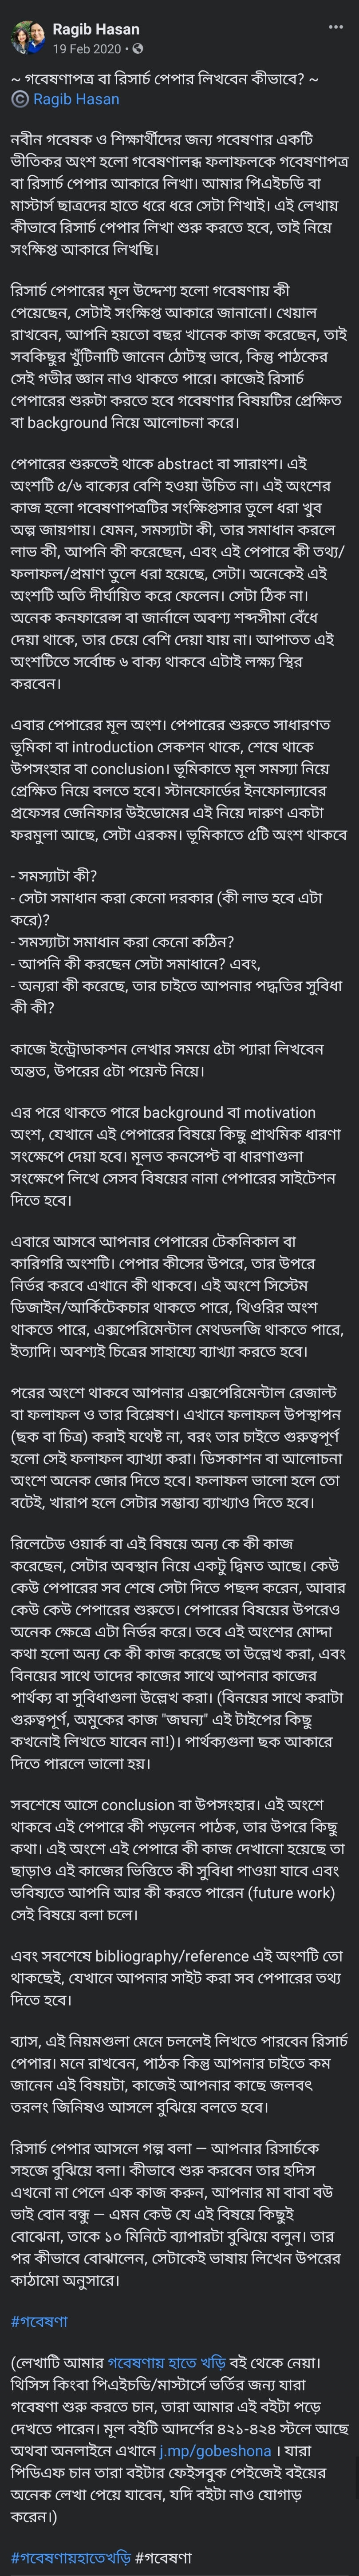 Ragib Hasan
19 Feb 2020 •
~ গবেষণাপত্র বা রিসার্চ পেপার লিখবেন কীভাবে? ~
© Ragib Hasan
নবীন গবেষক ও শিক্ষার্থীদের জন্য গবেষণার একটি
ভীতিকর অংশ হলো গবেষণালব্ধ ফলাফলকে গবেষণাপত্র
বা রিসার্চ পেপার আকারে লিখা। আমার পিএইচডি বা
মাস্টার্স ছাত্রদের হাতে ধরে ধরে সেটা শিখাই। এই লেখায়
কীভাবে রিসার্চ পেপার লিখা শুরু করতে হবে, তাই নিয়ে
সংক্ষিপ্ত আকারে লিখছি।
রিসার্চ পেপারের মূল উদ্দেশ্য হলো গবেষণায় কী
পেয়েছেন, সেটাই সংক্ষিপ্ত আকারে জানানো। খেয়াল
রাখবেন, আপনি হয়তো বছর খানেক কাজ করেছেন, তাই
সবকিছুর খুঁটিনাটি জানেন ঠোটস্থ ভাবে, কিন্তু পাঠকের
সেই গভীর জ্ঞান নাও থাকতে পারে। কাজেই রিসার্চ
পেপারের শুরুটা করতে হবে গবেষণার বিষয়টির প্রেক্ষিত
বা background নিয়ে আলোচনা করে।
পেপারের শুরুতেই থাকে abstract বা সারাংশ। এই
অংশটি ৫/৬ বাক্যের বেশি হওয়া উচিত না। এই অংশের
কাজ হলো গবেষণাপত্রটির সংক্ষিপ্তসার তুলে ধরা খুব
অল্প জায়গায়। যেমন, সমস্যাটা কী, তার সমাধান করলে
লাভ কী, আপনি কী করেছেন, এবং এই পেপারে কী তথ্য/
ফলাফল/প্রমাণ তুলে ধরা হয়েছে, সেটা। অনেকেই এই
অংশটি অতি দীর্ঘায়িত করে ফেলেন। সেটা ঠিক না।
অনেক কনফারেন্স বা জার্নালে অবশ্য শব্দসীমা বেঁধে
দেয়া থাকে, তার চেয়ে বেশি দেয়া যায় না। আপাতত এই
অংশটিতে সর্বোচ্চ ৬ বাক্য থাকবে এটাই লক্ষ্য স্থির
করবেন।
এবার পেপারের মূল অংশ। পেপারের শুরুতে সাধারণত
ভূমিকা বা introduction সেকশন থাকে, শেষে থাকে
উপসংহার বা conclusion। ভূমিকাতে মূল সমস্যা নিয়ে
প্রেক্ষিত নিয়ে বলতে হবে। স্টানফোর্ডের ইনফোল্যাবের
প্রফেসর জেনিফার উইডোমের এই নিয়ে দারুণ একটা
ফরমুলা আছে, সেটা এরকম। ভূমিকাতে ৫টি অংশ থাকবে
- সমস্যাটা কী?
- সেটা সমাধান করা কেনো দরকার (কী লাভ হবে এটা
করে)?
- সমস্যাটা সমাধান করা কেনো কঠিন?
- আপনি কী করছেন সেটা সমাধানে? এবং,
- অন্যরা কী করেছে, তার চাইতে আপনার পদ্ধতির সুবিধা
কী কী?
কাজে ইন্ট্রোডাকশন লেখার সময়ে ৫টা প্যারা লিখবেন
অন্তত, উপরের ৫টা পয়েন্ট নিয়ে।
এর পরে থাকতে পারে background বা motivation
অংশ, যেখানে এই পেপারের বিষয়ে কিছু প্রাথমিক ধারণা
সংক্ষেপে দেয়া হবে। মূলত কনসেপ্ট বা ধারণাগুলা
সংক্ষেপে লিখে সেসব বিষয়ের নানা পেপারের সাইটেশন
দিতে হবে।
এবারে আসবে আপনার পেপারের টেকনিকাল বা
কারিগরি অংশটি। পেপার কীসের উপরে, তার উপরে
নির্ভর করবে এখানে কী থাকবে। এই অংশে সিস্টেম
ডিজাইন/আর্কিটেকচার থাকতে পারে, থিওরির অংশ
থাকতে পারে, এক্সপেরিমেন্টাল মেথডলজি থাকতে পারে,
ইত্যাদি। অবশ্যই চিত্রের সাহায্যে ব্যাখ্যা করতে হবে।
পরের অংশে থাকবে আপনার এক্সপেরিমেন্টাল রেজাল্ট
বা ফলাফল ও তার বিশ্লেষণ। এখানে ফলাফল উপস্থাপন
(ছক বা চিত্র) করাই যথেষ্ট না, বরং তার চাইতে গুরুত্বপূর্ণ
হলো সেই ফলাফল ব্যাখ্যা করা। ডিসকাশন বা আলোচনা
অংশে অনেক জোর দিতে হবে। ফলাফল ভালো হলে তো
বটেই, খারাপ হলে সেটার সম্ভাব্য ব্যাখ্যাও দিতে হবে।
রিলেটেড ওয়ার্ক বা এই বিষয়ে অন্য কে কী কাজ
করেছেন, সেটার অবস্থান নিয়ে একটু দ্বিমত আছে। কেউ
কেউ পেপারের সব শেষে সেটা দিতে পছন্দ করেন, আবার
কেউ কেউ পেপারের শুরুতে। পেপারের বিষয়ের উপরেও
অনেক ক্ষেত্রে এটা নির্ভর করে। তবে এই অংশের মোদ্দা
কথা হলো অন্য কে কী কাজ করেছে তা উল্লেখ করা, এবং
বিনয়ের সাথে তাদের কাজের সাথে আপনার কাজের
পার্থক্য বা সুবিধাগুলা উল্লেখ করা। (বিনয়ের সাথে করাটা
গুরুত্বপূর্ণ, অমুকের কাজ "জঘন্য" এই টাইপের কিছু
কখনোই লিখতে যাবেন না!)। পার্থক্যগুলা ছক আকারে
দিতে পারলে ভালো হয়।
সবশেষে আসে conclusion বা উপসংহার। এই অংশে
থাকবে এই পেপারে কী পড়লেন পাঠক, তার উপরে কিছু
কথা। এই অংশে এই পেপারে কী কাজ দেখানো হয়েছে তা
ছাড়াও এই কাজের ভিত্তিতে কী সুবিধা পাওয়া যাবে এবং
ভবিষ্যতে আপনি আর কী করতে পারেন (future work)
সেই বিষয়ে বলা চলে।
এবং সবশেষে bibliography/reference এই অংশটি তো
থাকছেই, যেখানে আপনার সাইট করা সব পেপারের তথ্য
দিতে হবে।
ব্যাস, এই নিয়মগুলা মেনে চললেই লিখতে পারবেন রিসার্চ
পেপার। মনে রাখবেন, পাঠক কিন্তু আপনার চাইতে কম
জানেন এই বিষয়টা, কাজেই আপনার কাছে জলবৎ
তরলং জিনিষও আসলে বুঝিয়ে বলতে হবে।
রিসার্চ পেপার আসলে গল্প বলা — আপনার রিসার্চকে
সহজে বুঝিয়ে বলা। কীভাবে শুরু করবেন তার হদিস
এখনো না পেলে এক কাজ করুন, আপনার মা বাবা বউ
ভাই বোন বন্ধু — এমন কেউ যে এই বিষয়ে কিছুই
বোঝেনা, তাকে ১০ মিনিটে ব্যাপারটা বুঝিয়ে বলুন। তার
পর কীভাবে বোঝালেন, সেটাকেই ভাষায় লিখেন উপরের
কাঠামো অনুসারে।
#গবেষণা
(লেখাটি আমার গবেষণায় হাতে খড়ি বই থেকে নেয়া।
থিসিস কিংবা পিএইচডি/মাস্টার্সে ভর্তির জন্য যারা
গবেষণা শুরু করতে চান, তারা আমার এই বইটা পড়ে
দেখতে পারেন। মূল বইটি আদর্শের ৪২১-৪২৪ স্টলে আছে
অথবা অনলাইনে এখানে j.mp/gobeshona । যারা
পিডিএফ চান তারা বইটার ফেইসবুক পেইজেই বইয়ের
অনেক লেখা পেয়ে যাবেন, যদি বইটা নাও যোগাড়
করেন।)
#গবেষণায়হাতেখড়ি #গবেষণা